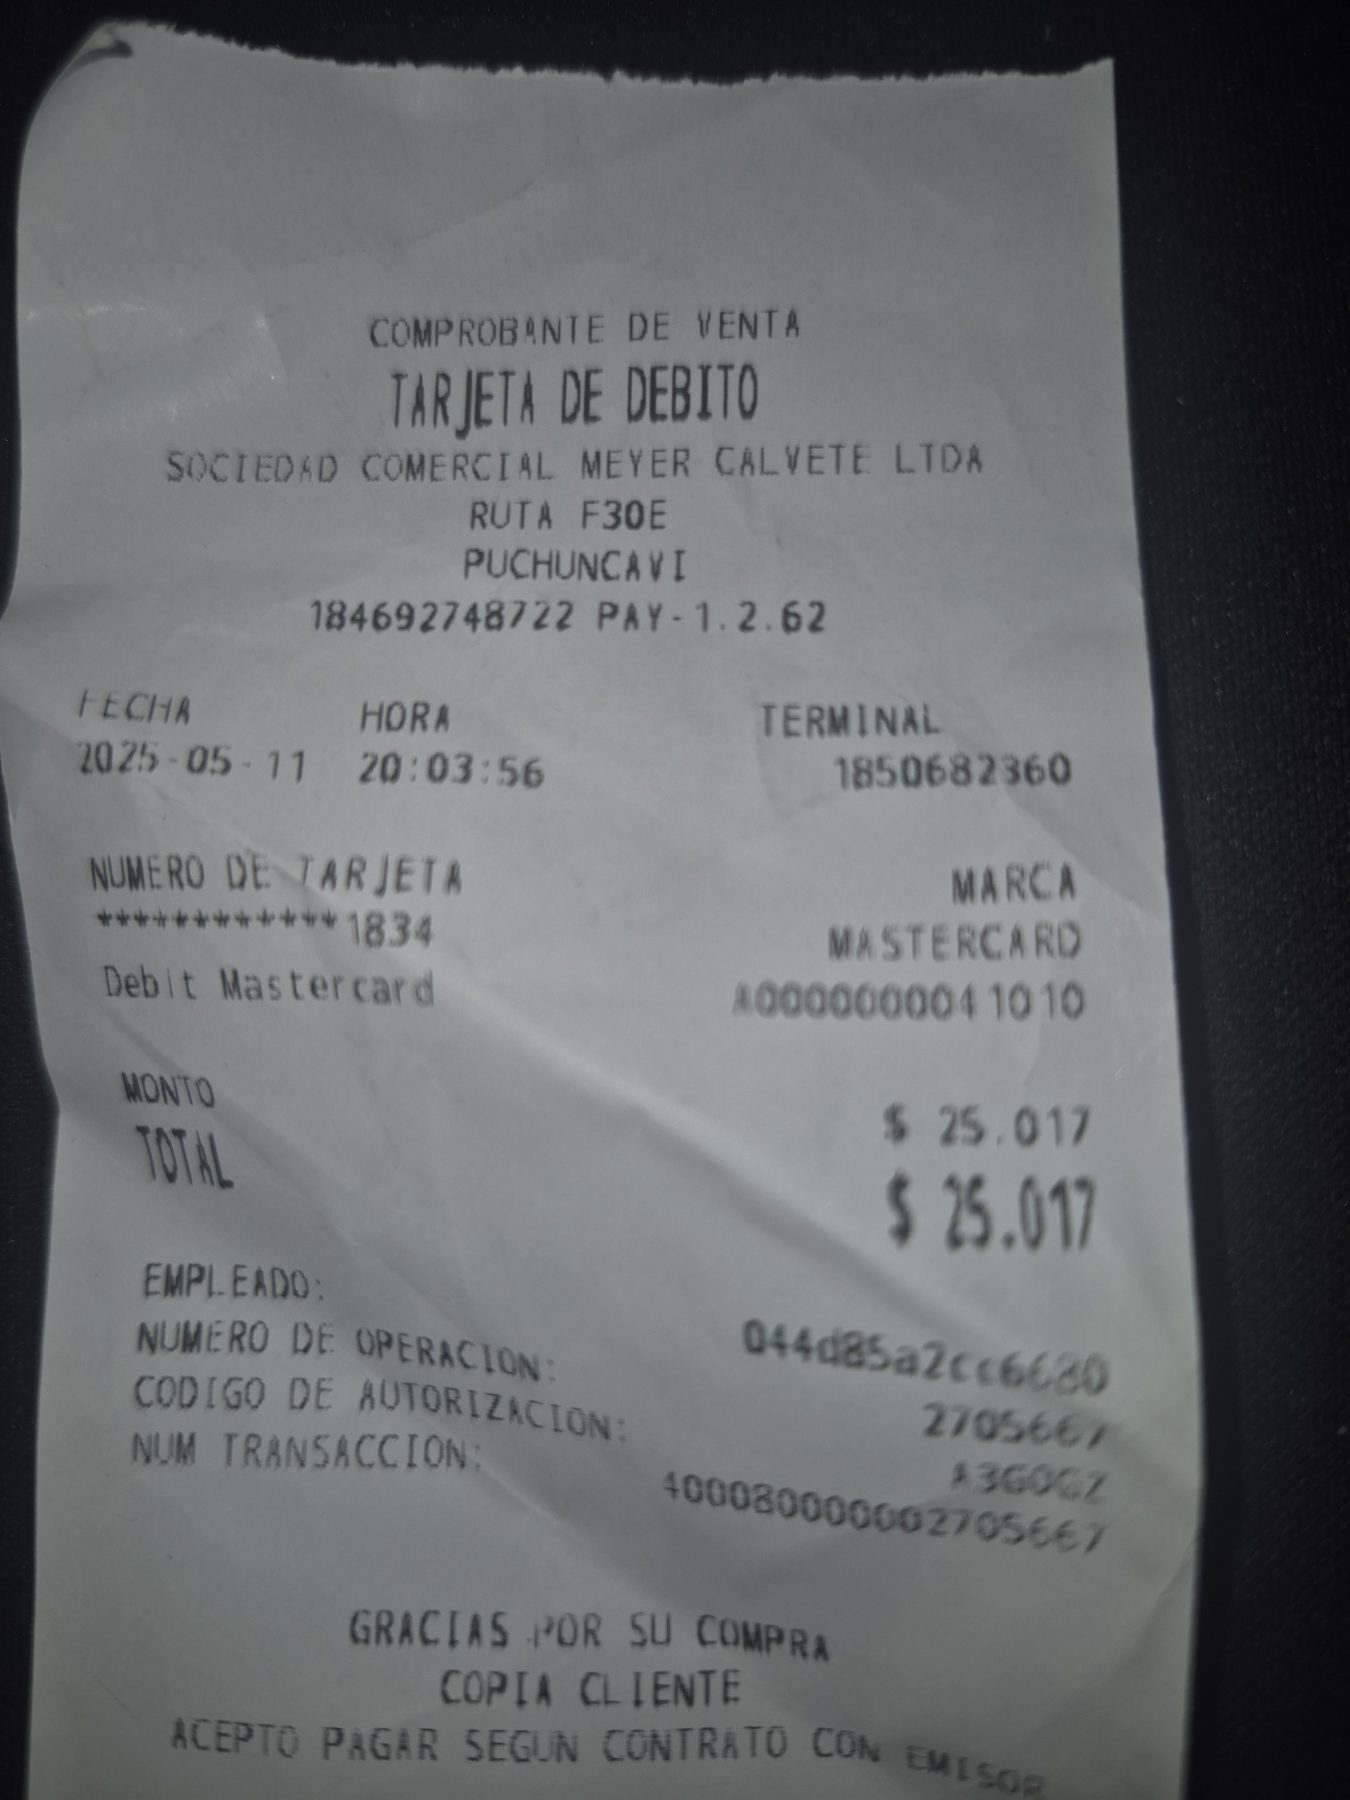 COMPROBANTE DE VENTA
TARJETA DE DEBITO
SOCIEDAD COMERCIAL MEYER CALVETE LTDA
RUTA F30E
PUCHUNCAVI
184692748722 PAY-1.2.62
FECHA HORA TERMINAL
2025-05-11 20:03:56 1850682360
NUMERO DE TARJETA MARCA
************1834 MASTERCARD
Debit Mastercard A0000000041010
MONTO $ 25.017
TOTAL $ 25.017
EMPLEADO: 044d85a2cc6680
NUMERO DE OPERACION: 2705667
CODIGO DE AUTORIZACION:
NUM TRANSACCION: 400080000002705667
GRACIAS POR SU COMPRA
COPIA CLIENTE
ACEPTO PAGAR SEGUN CONTRATO CON EMISOR